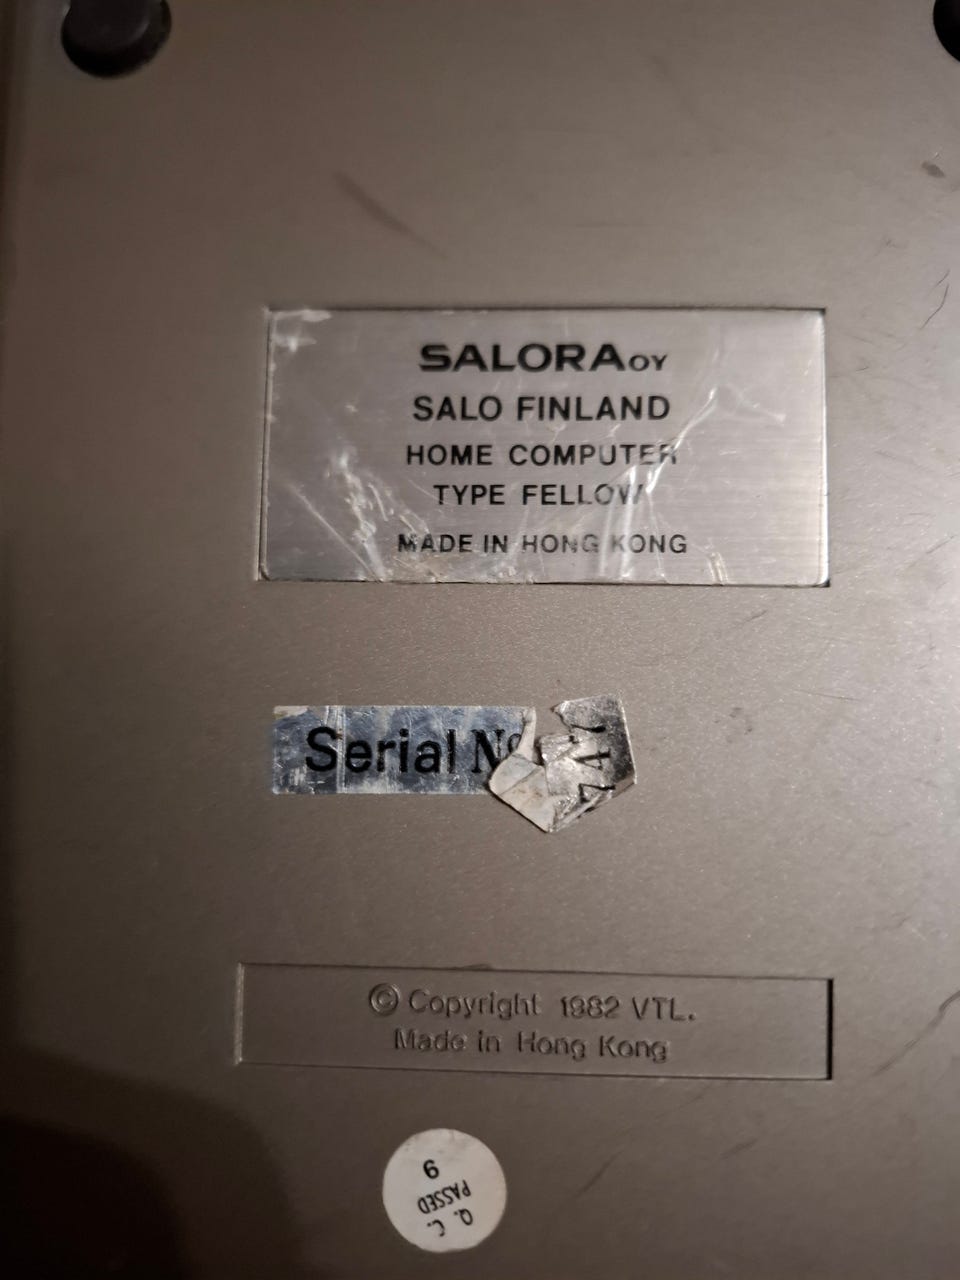 SALORA OY
SALO FINLAND
HOME COMPUTER
TYPE FELLOW
MADE IN HONG KONG
Serial Nº
© Copyright 1982 VTL.
Made in Hong Kong
Q. C.
PASSED
9